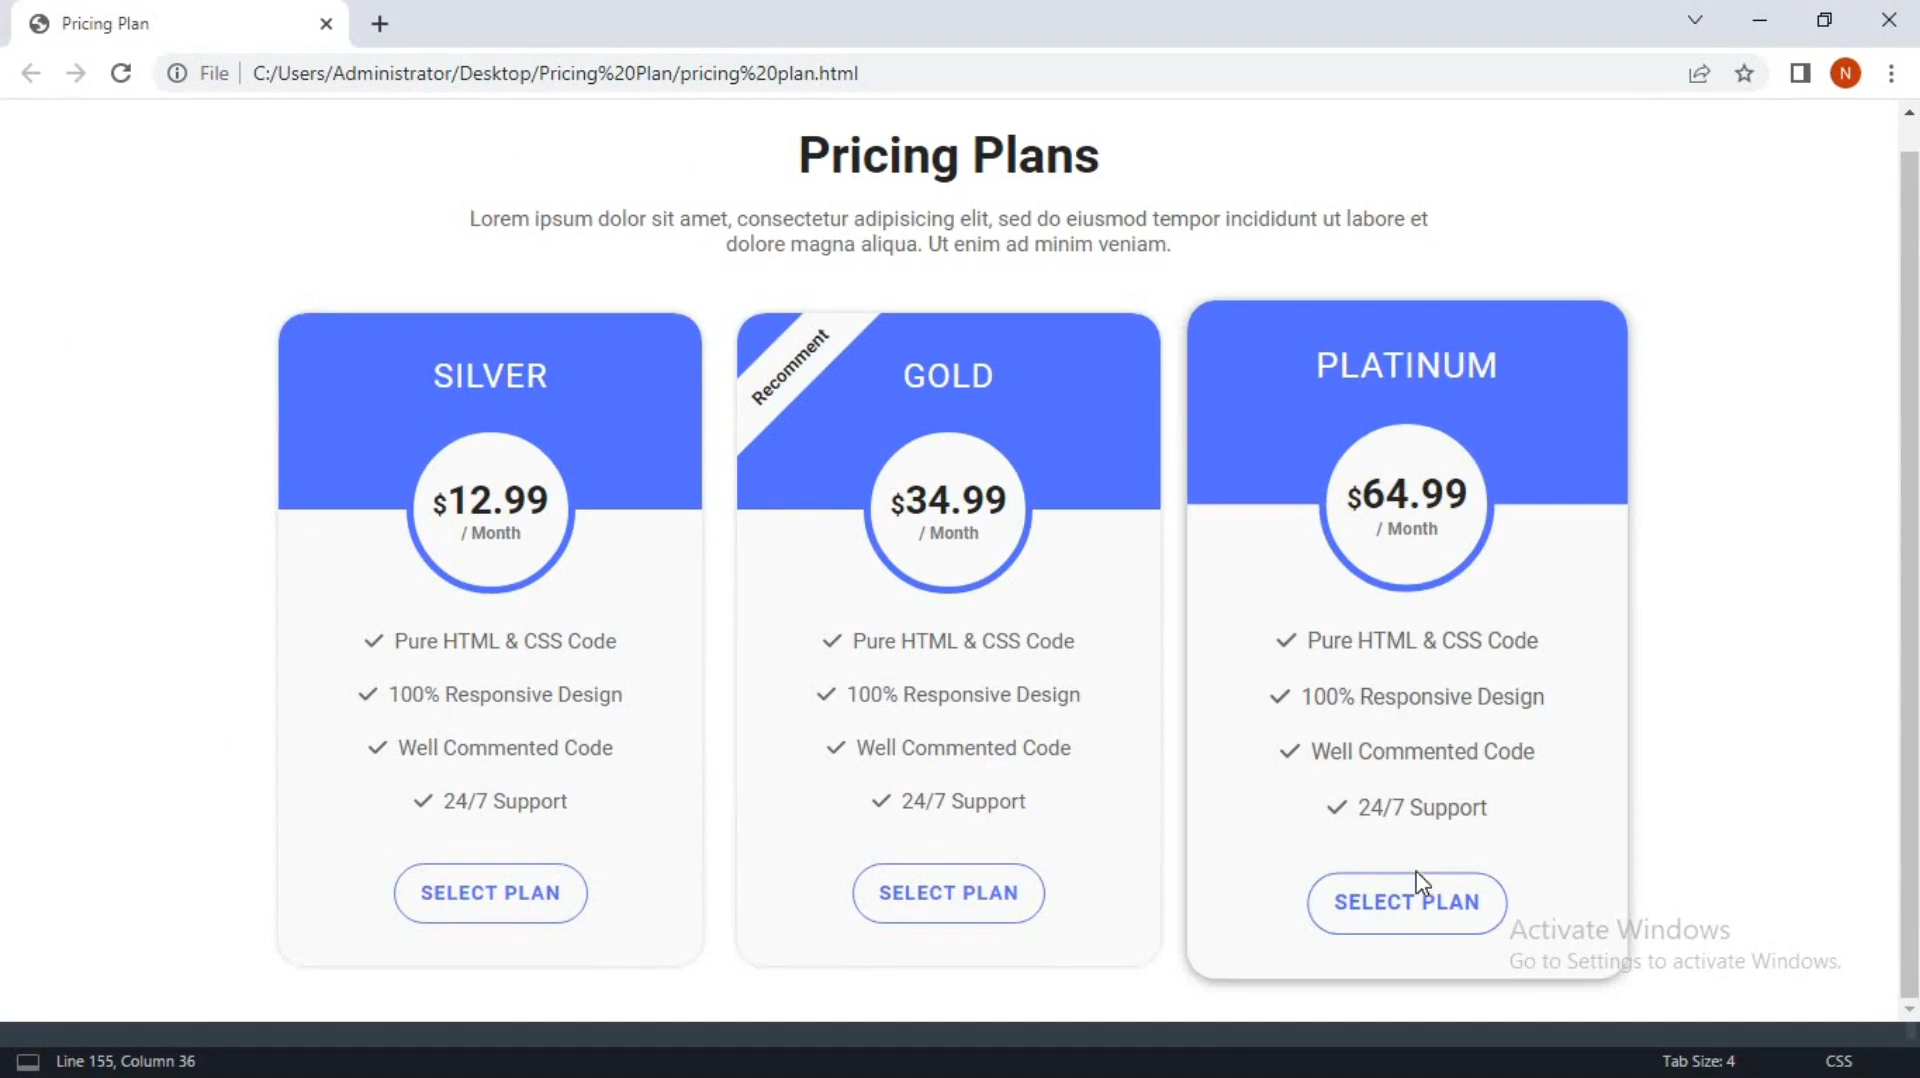 Pricing Plan
File C:/Users/Administrator/Desktop/Pricing%20Plan/pricing%20plan.html
N
Pricing Plans
Lorem ipsum dolor sit amet, consectetur adipisicing elit, sed do eiusmod tempor incididunt ut labore et
dolore magna aliqua. Ut enim ad minim veniam.
SILVER
$12.99
/ Month
Pure HTML & CSS Code
100% Responsive Design
Well Commented Code
24/7 Support
SELECT PLAN
Recomment
GOLD
$34.99
/ Month
Pure HTML & CSS Code
100% Responsive Design
Well Commented Code
24/7 Support
SELECT PLAN
PLATINUM
$64.99
/ Month
Pure HTML & CSS Code
100% Responsive Design
Well Commented Code
24/7 Support
SELECT PLAN
Activate Windows
Go to Settings to activate Windows.
Line 155, Column 36
Tab Size: 4
CSS